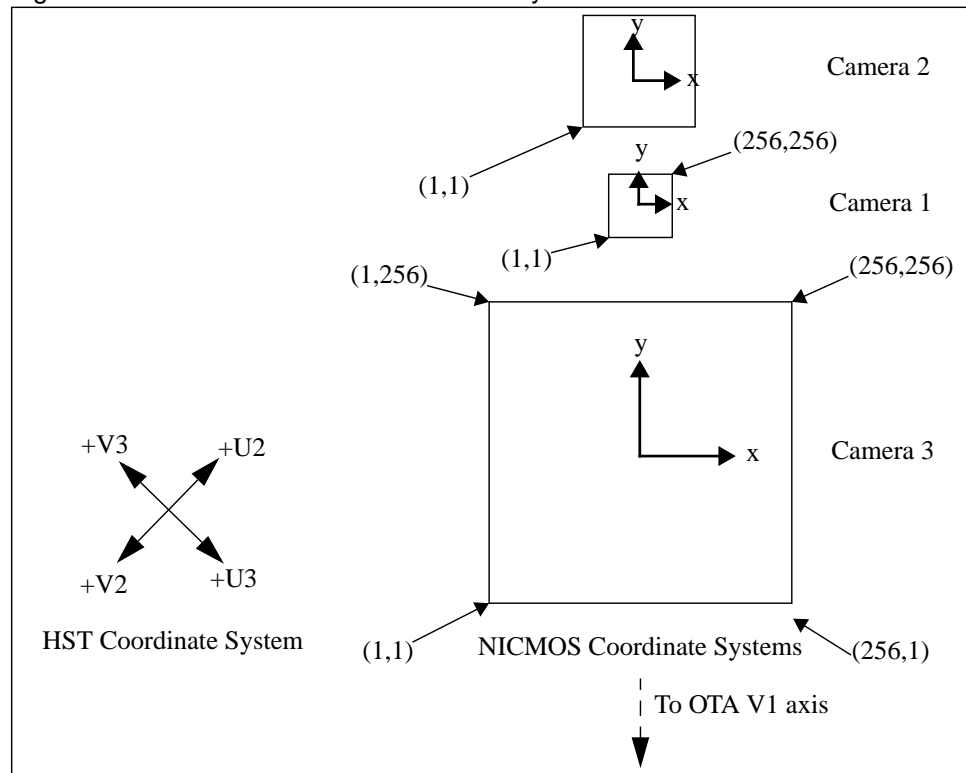 y
x
Camera 2
(256,256)
(1,1)
y
x
Camera 1
(1,1)
(1,256)
(256,256)
y
x
Camera 3
+V3
+U2
+V2
+U3
HST Coordinate System
(1,1)
NICMOS Coordinate Systems
(256,1)
To OTA V1 axis